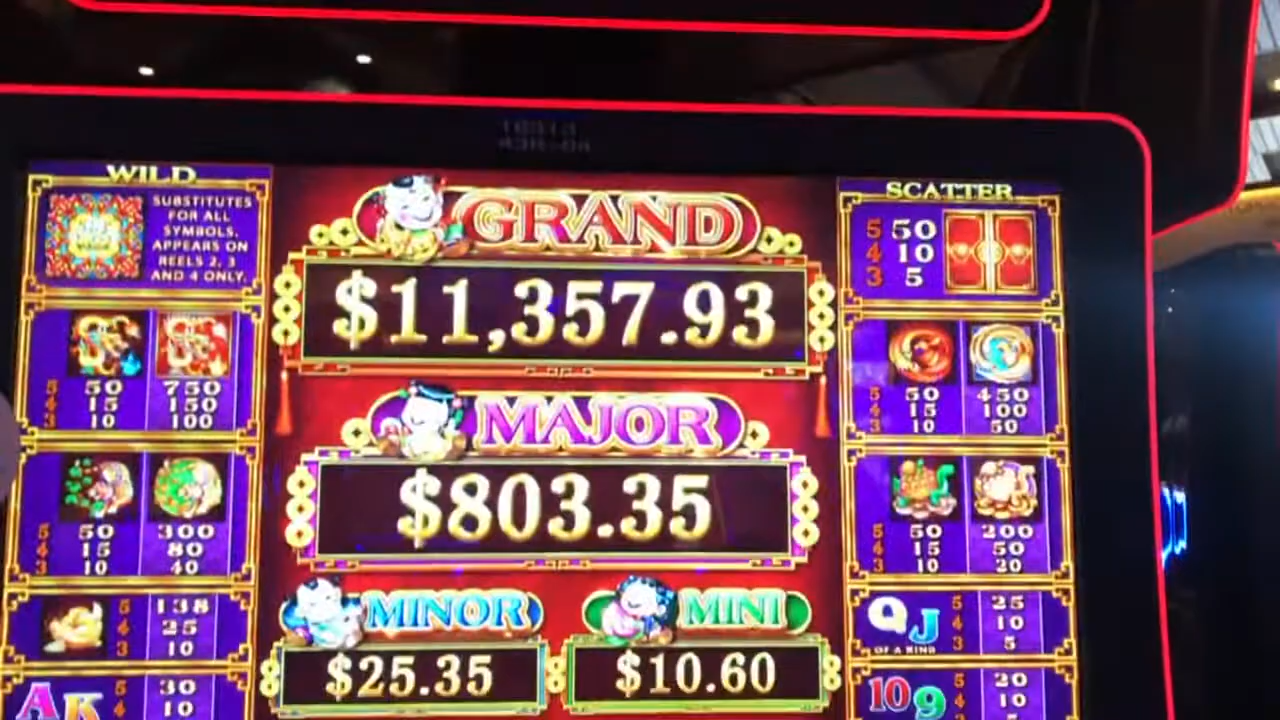 WILD
SUBSTITUTES
FOR ALL
SYMBOLS.
APPEARS ON
REELS 2, 3
AND 4 ONLY.
5 50 750
4 15 150
3 10 100
5 50 300
4 15 80
3 10 40
5 138
4 25
3 10
A K
5 30
4 10
GRAND
$11,357.93
MAJOR
$803.35
MINOR
$25.35
MINI
$10.60
SCATTER
5 50
4 10
3 5
5 50 450
4 15 100
3 10 50
5 50 200
4 15 50
3 10 20
Q J
OF A KIND
5 25
4 10
3 5
10 9
5 20
4 10
3 5